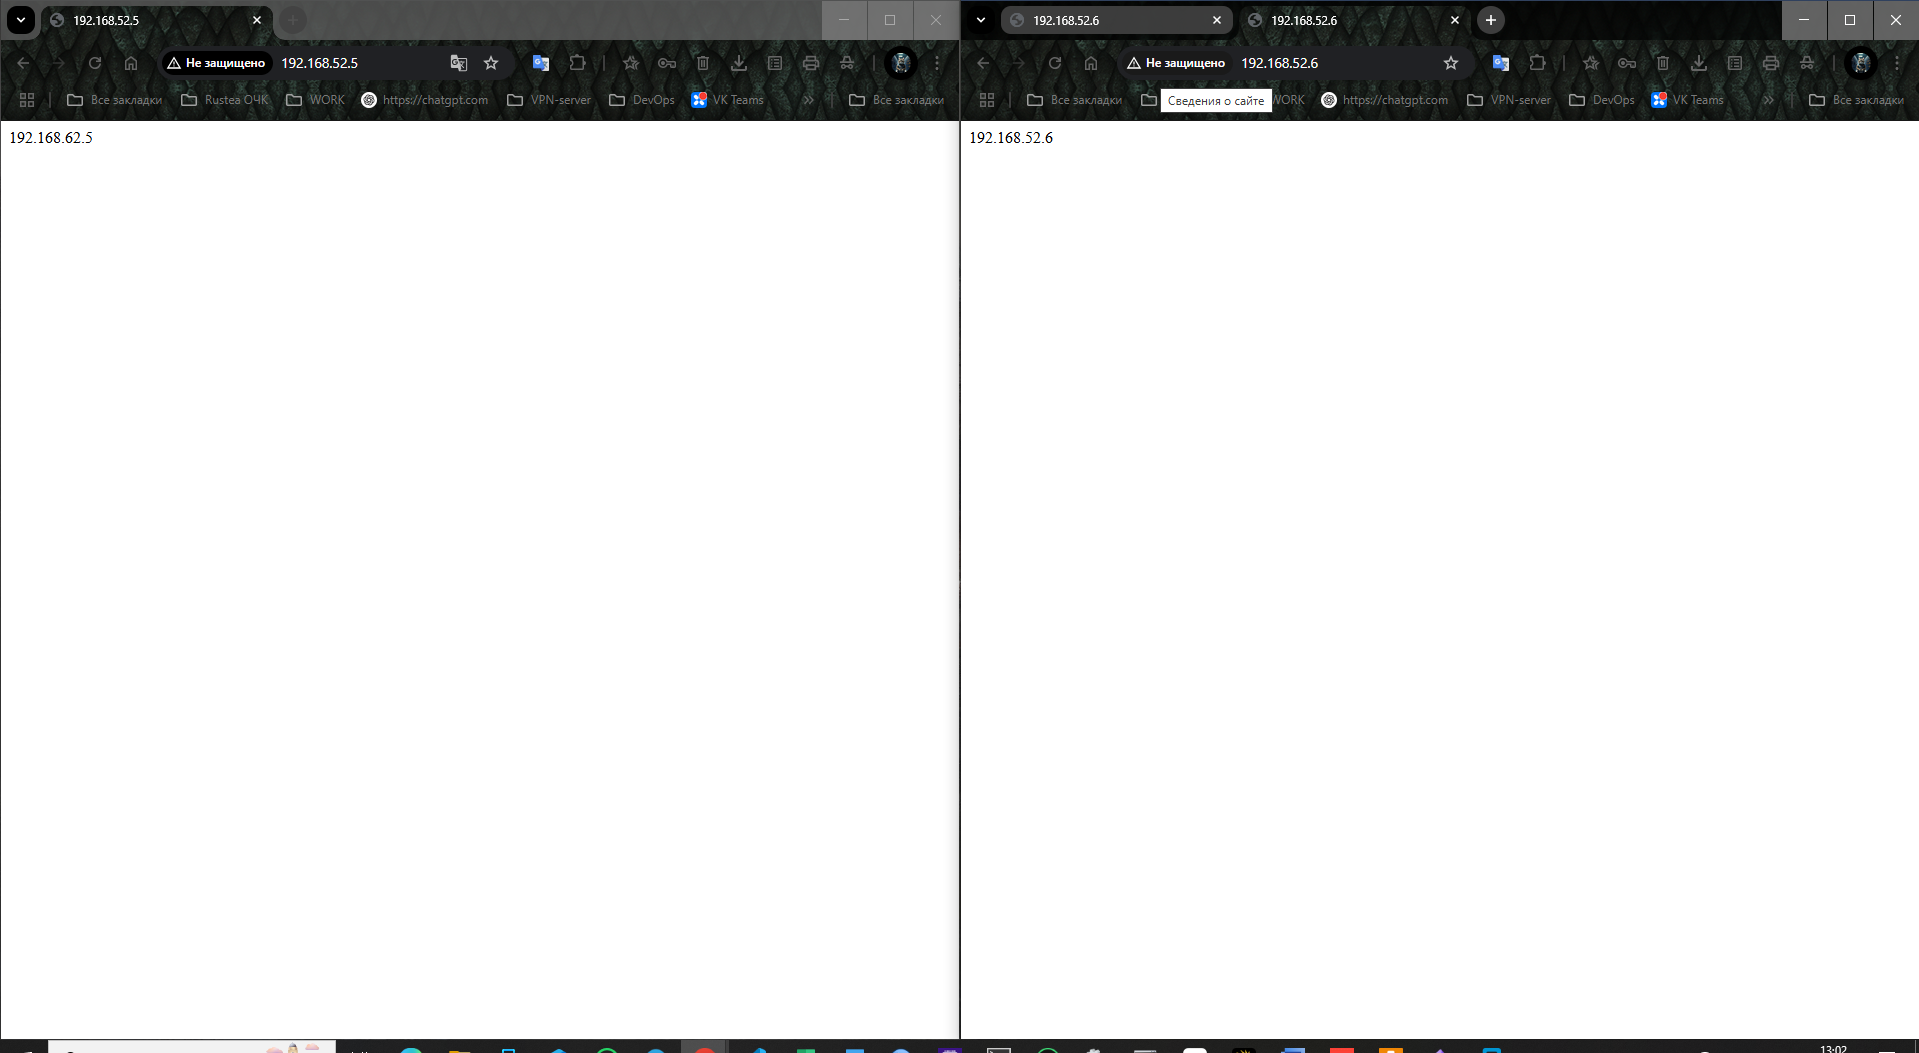 192.168.52.5
Не защищено 192.168.52.5
Все закладки Rustea ОЧК WORK https://chatgpt.com VPN-server DevOps VK Teams Все закладки
192.168.62.5
192.168.52.6 192.168.52.6
Не защищено 192.168.52.6
Все закладки Сведения о сайте WORK https://chatgpt.com VPN-server DevOps VK Teams Все закладки
192.168.52.6
13:02